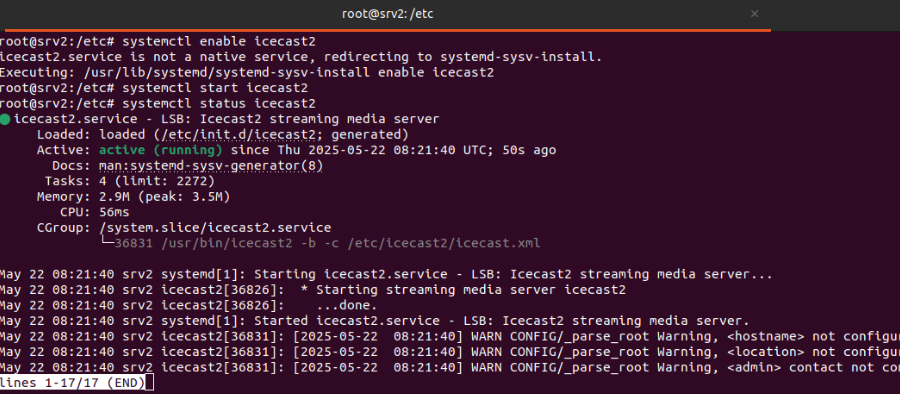 root@srv2: /etc
×
root@srv2:/etc# systemctl enable icecast2
icecast2.service is not a native service, redirecting to systemd-sysv-install.
Executing: /usr/lib/systemd/systemd-sysv-install enable icecast2
root@srv2:/etc# systemctl start icecast2
root@srv2:/etc# systemctl status icecast2
● icecast2.service - LSB: Icecast2 streaming media server
     Loaded: loaded (/etc/init.d/icecast2; generated)
     Active: active (running) since Thu 2025-05-22 08:21:40 UTC; 50s ago
       Docs: man:systemd-sysv-generator(8)
      Tasks: 4 (limit: 2272)
     Memory: 2.9M (peak: 3.5M)
        CPU: 56ms
     CGroup: /system.slice/icecast2.service
             └─36831 /usr/bin/icecast2 -b -c /etc/icecast2/icecast.xml
May 22 08:21:40 srv2 systemd[1]: Starting icecast2.service - LSB: Icecast2 streaming media server...
May 22 08:21:40 srv2 icecast2[36826]:  * Starting streaming media server icecast2
May 22 08:21:40 srv2 icecast2[36826]:    ...done.
May 22 08:21:40 srv2 systemd[1]: Started icecast2.service - LSB: Icecast2 streaming media server.
May 22 08:21:40 srv2 icecast2[36831]: [2025-05-22  08:21:40] WARN CONFIG/_parse_root Warning, <hostname> not configu
May 22 08:21:40 srv2 icecast2[36831]: [2025-05-22  08:21:40] WARN CONFIG/_parse_root Warning, <location> not configu
May 22 08:21:40 srv2 icecast2[36831]: [2025-05-22  08:21:40] WARN CONFIG/_parse_root Warning, <admin> contact not con
lines 1-17/17 (END)